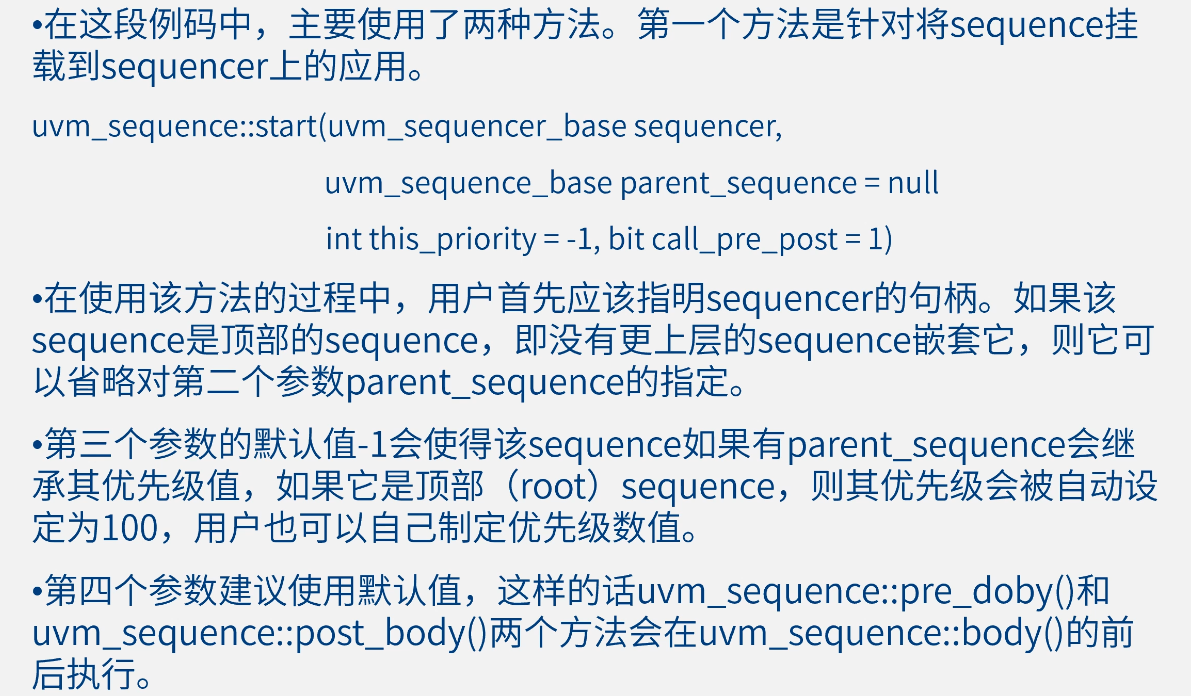 •在这段例码中，主要使用了两种方法。第一个方法是针对将sequence挂
载到sequencer上的应用。
uvm_sequence::start(uvm_sequencer_base sequencer,
uvm_sequence_base parent_sequence = null
int this_priority = -1, bit call_pre_post = 1)
•在使用该方法的过程中，用户首先应该指明sequencer的句柄。如果该
sequence是顶部的sequence，即没有更上层的sequence嵌套它，则它可
以省略对第二个参数parent_sequence的指定。
•第三个参数的默认值-1会使得该sequence如果有parent_sequence会继
承其优先级值，如果它是顶部（root）sequence，则其优先级会被自动设
定为100，用户也可以自己制定优先级数值。
•第四个参数建议使用默认值，这样的话uvm_sequence::pre_doby()和
uvm_sequence::post_body()两个方法会在uvm_sequence::body()的前
后执行。